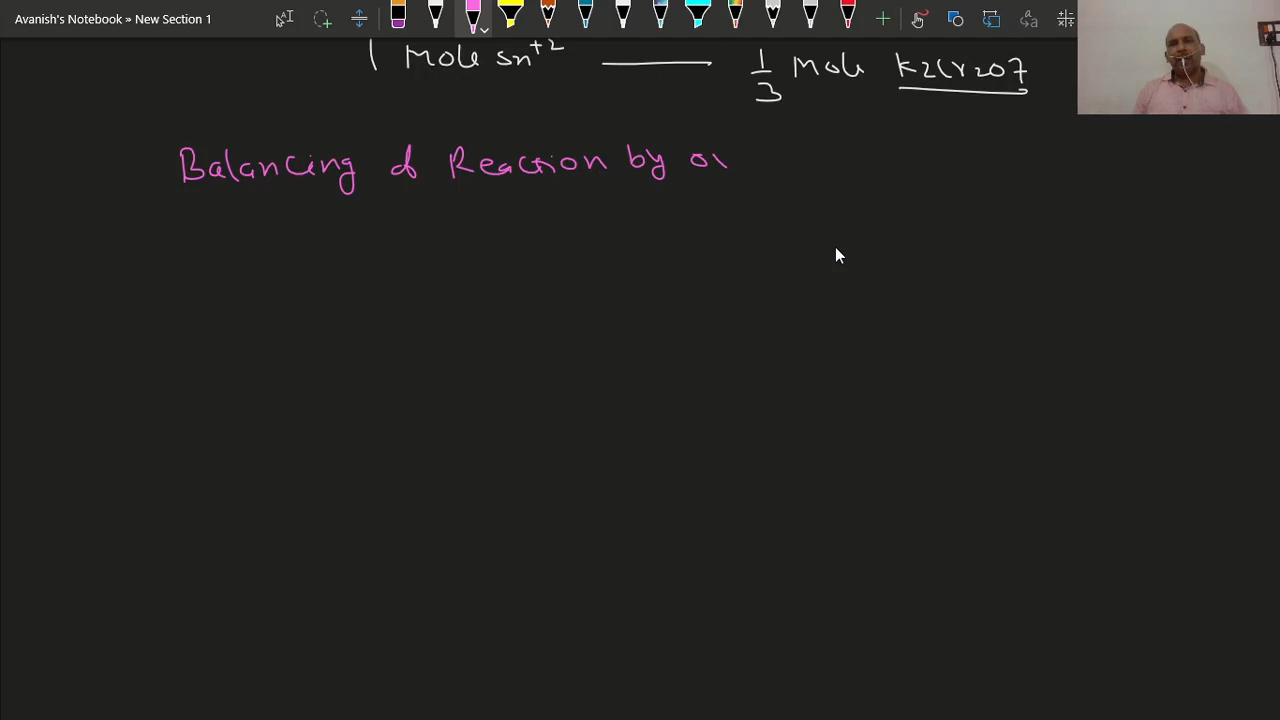 Avanish's Notebook » New Section 1
1 Mole Sn+2 —— 1/3 Mole K2Cr2O7
Balancing of Reaction by